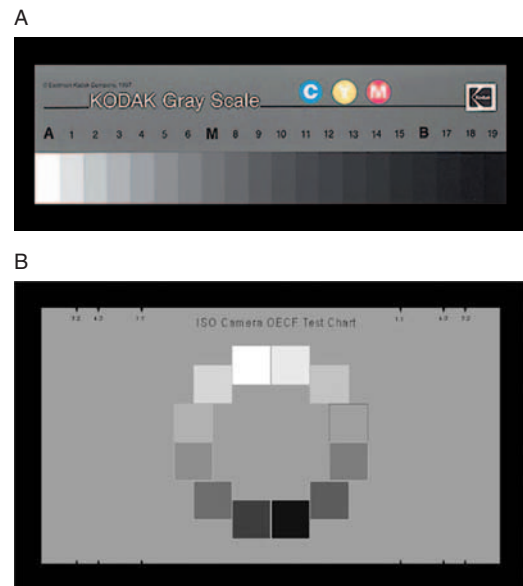 A
© Eastman Kodak Company, 1997
KODAK Gray Scale
C Y M
Kodak
A 1 2 3 4 5 6 M 8 9 10 11 12 13 14 15 B 17 18 19
B
ISO Camera OECF Test Chart